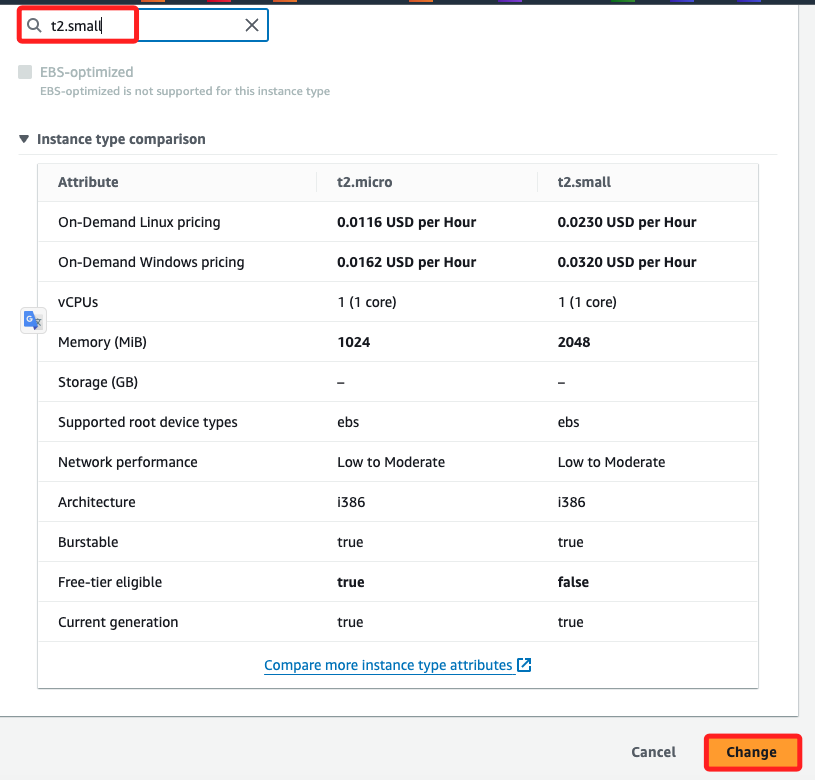 t2.small
EBS-optimized
EBS-optimized is not supported for this instance type
Instance type comparison
Attribute t2.micro t2.small
On-Demand Linux pricing 0.0116 USD per Hour 0.0230 USD per Hour
On-Demand Windows pricing 0.0162 USD per Hour 0.0320 USD per Hour
vCPUs 1 (1 core) 1 (1 core)
Memory (MiB) 1024 2048
Storage (GB) – –
Supported root device types ebs ebs
Network performance Low to Moderate Low to Moderate
Architecture i386 i386
Burstable true true
Free-tier eligible true false
Current generation true true
Compare more instance type attributes
Cancel Change